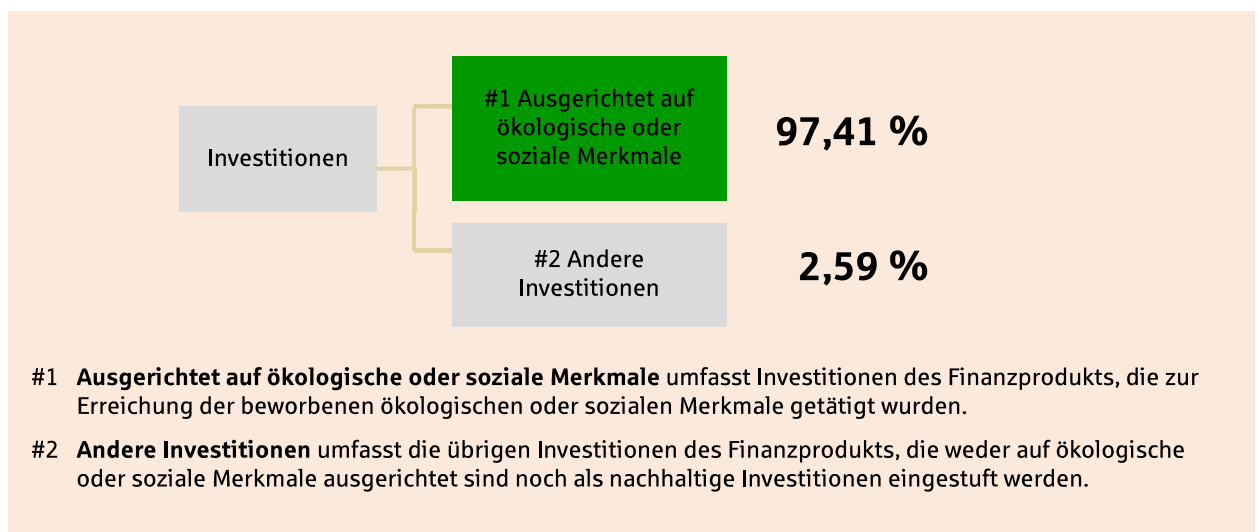 Investitionen
#1 Ausgerichtet auf
ökologische oder
soziale Merkmale
97,41 %
#2 Andere
Investitionen
2,59 %
#1 Ausgerichtet auf ökologische oder soziale Merkmale umfasst Investitionen des Finanzprodukts, die zur
Erreichung der beworbenen ökologischen oder sozialen Merkmale getätigt wurden.
#2 Andere Investitionen umfasst die übrigen Investitionen des Finanzprodukts, die weder auf ökologische
oder soziale Merkmale ausgerichtet sind noch als nachhaltige Investitionen eingestuft werden.